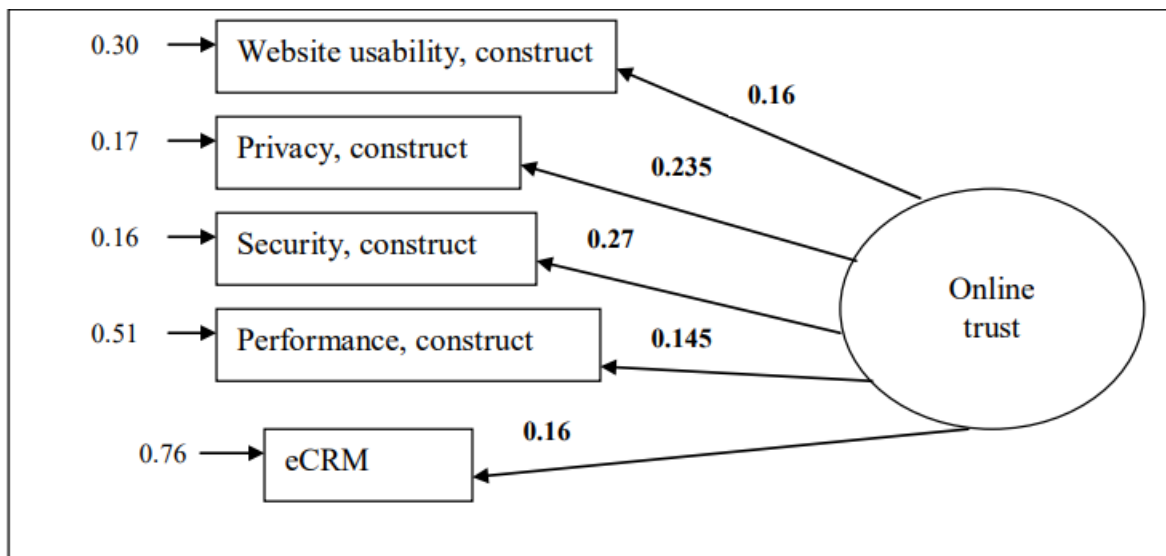 0.30
Website usability, construct
0.16
0.17
Privacy, construct
0.235
0.16
Security, construct
0.27
Online
trust
0.51
Performance, construct
0.145
0.76
eCRM
0.16